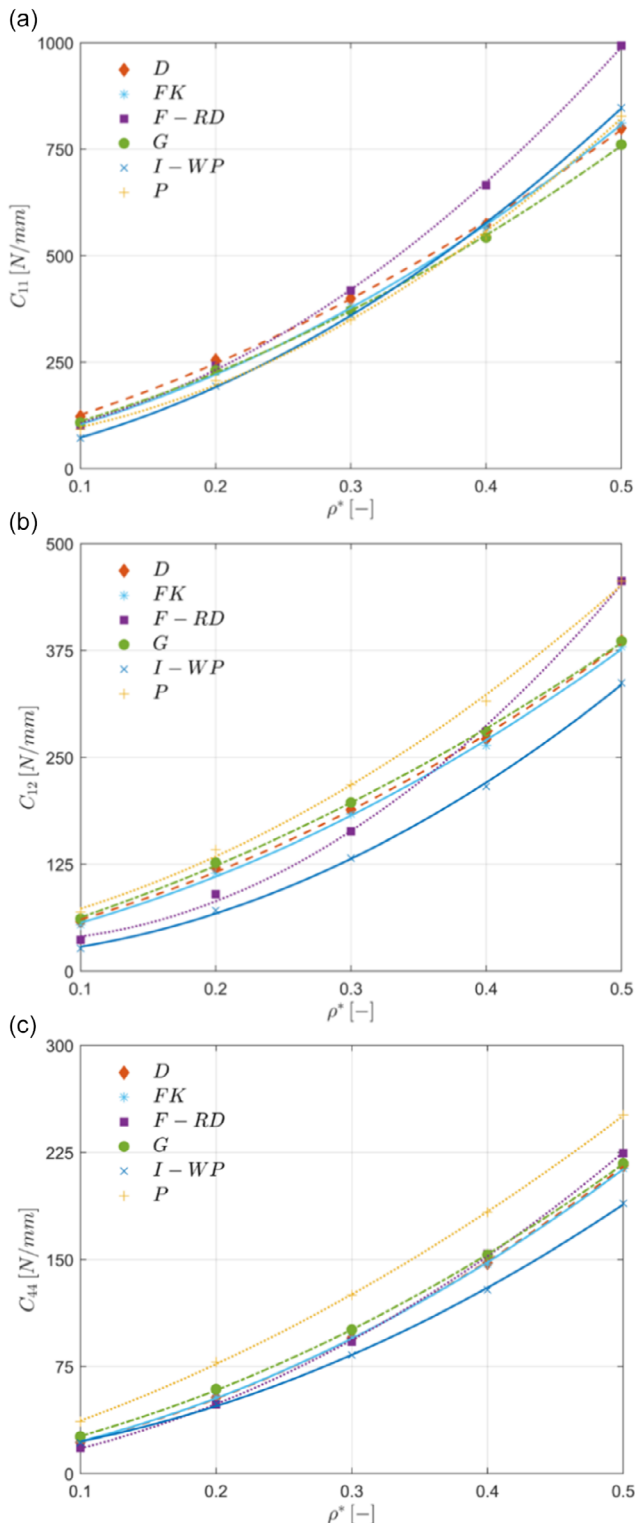 (a)
1000
750
500
250
0
C₁₁ [N/mm]
D
FK
F − RD
G
I − WP
P
0.1 0.2 0.3 0.4 0.5
ρ* [−]
(b)
500
375
250
125
0
C₁₂ [N/mm]
D
FK
F − RD
G
I − WP
P
0.1 0.2 0.3 0.4 0.5
ρ* [−]
(c)
300
225
150
75
0
C₄₄ [N/mm]
D
FK
F − RD
G
I − WP
P
0.1 0.2 0.3 0.4 0.5
ρ* [−]